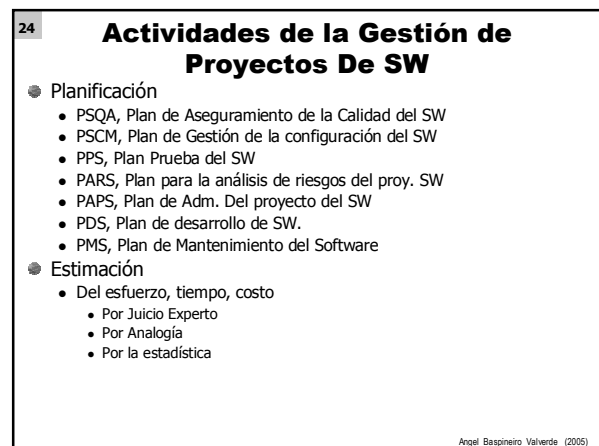 24
Actividades de la Gestión de
Proyectos De SW
Planificación
PSQA, Plan de Aseguramiento de la Calidad del SW
PSCM, Plan de Gestión de la configuración del SW
PPS, Plan Prueba del SW
PARS, Plan para la análisis de riesgos del proy. SW
PAPS, Plan de Adm. Del proyecto del SW
PDS, Plan de desarrollo de SW.
PMS, Plan de Mantenimiento del Software
Estimación
Del esfuerzo, tiempo, costo
Por Juicio Experto
Por Analogía
Por la estadística
Angel Baspineiro Valverde (2005)